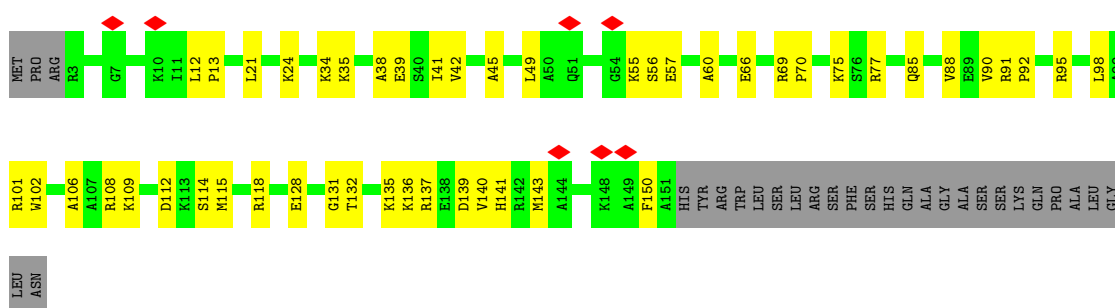 MET PRO ARG R3 G7 K10 I11 L12 P13 L21 K24 K34 K35 A38 E39 S40 I41 V42 A45 L49 A50 Q51 G54 K55 S56 E57 A60 E66 R69 P70 K75 S76 R77 Q85 V88 E89 V90 R91 P92 R95 L98
R101 W102 A106 A107 R108 K109 D112 K113 S114 M115 R118 E128 G131 T132 K135 K136 R137 E138 D139 V140 H141 R142 M143 A144 K148 A149 F150 A151 HIS TYR ARG TRP LEU SER LEU ARG SER PHE SER HIS GLN ALA GLY ALA SER SER LYS GLN PRO ALA LEU GLY
LEU ASN